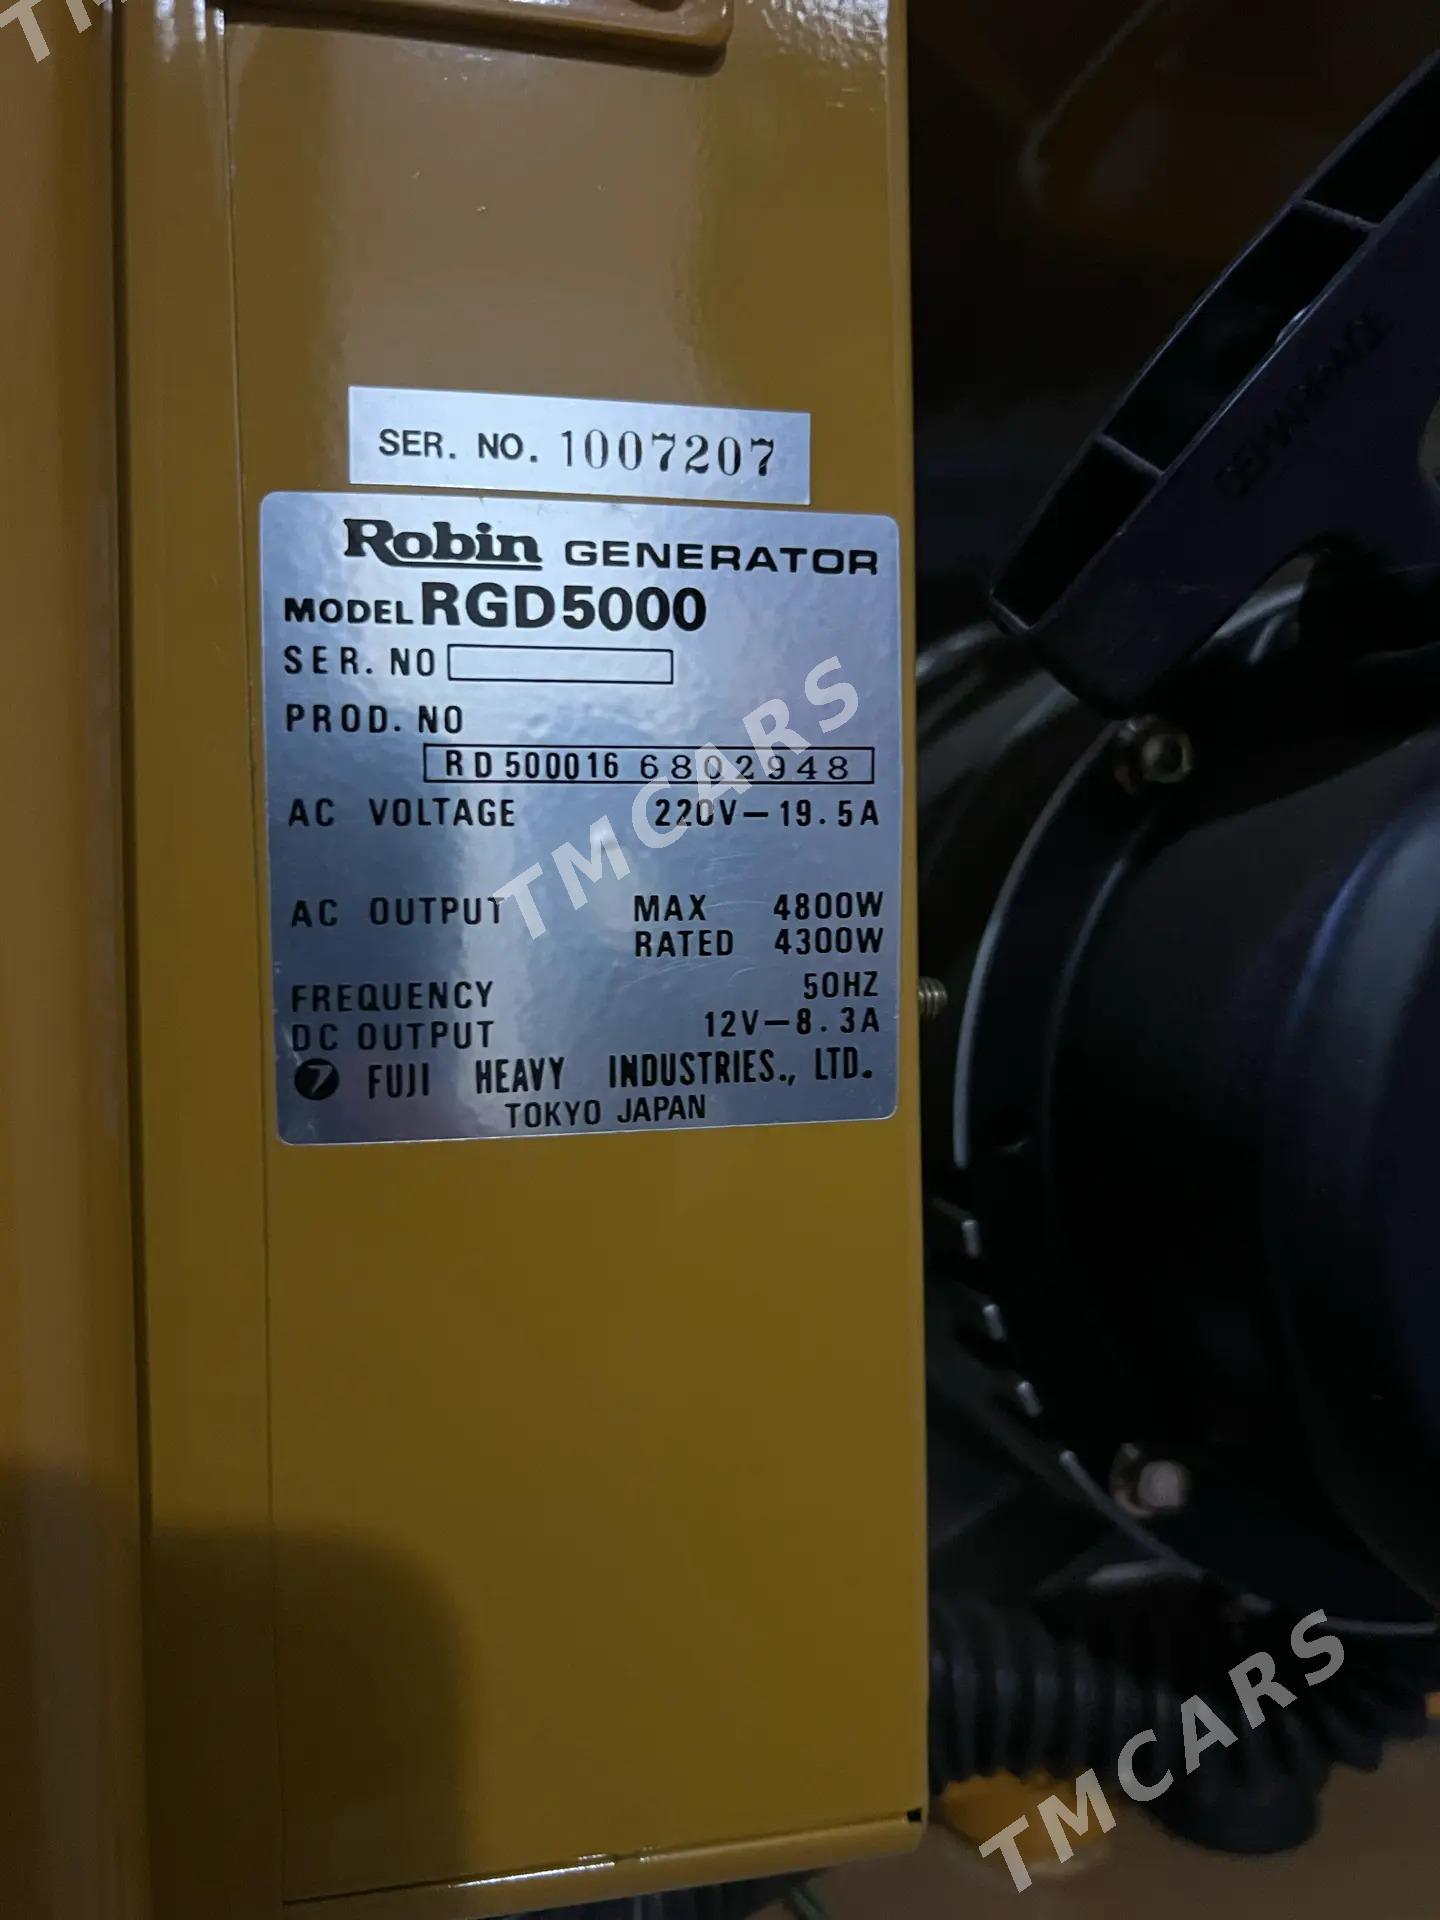 SER. NO. 1007207
Robin GENERATOR
MODEL RGD5000
SER. NO
PROD. NO
RD500016 6802948
AC VOLTAGE 220V—19.5A
AC OUTPUT MAX 4800W
RATED 4300W
FREQUENCY 50HZ
DC OUTPUT 12V—8.3A
FUJI HEAVY INDUSTRIES., LTD.
TOKYO JAPAN
TMCARS
TMCARS